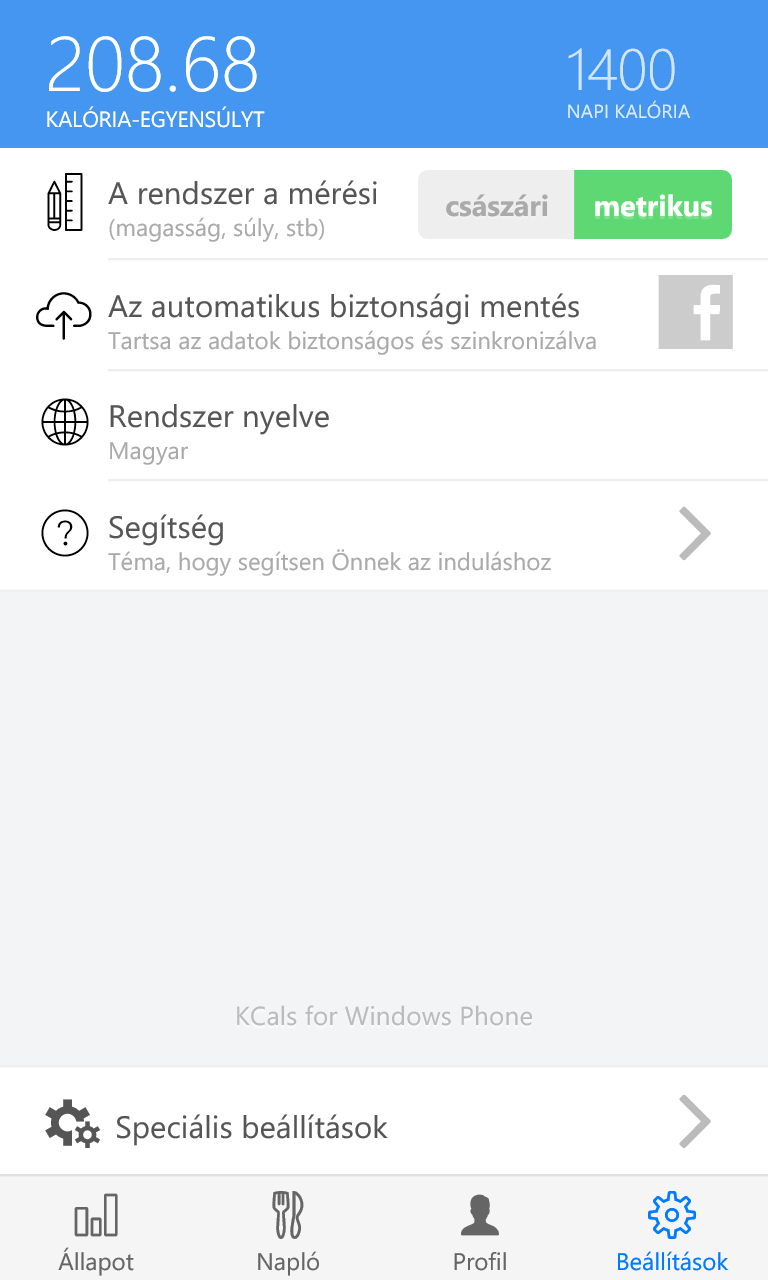 208.68
KALÓRIA-EGYENSÚLYT
1400
NAPI KALÓRIA
A rendszer a mérési
(magasság, súly, stb)
császári
metrikus
Az automatikus biztonsági mentés
Tartsa az adatok biztonságos és szinkronizálva
Rendszer nyelve
Magyar
Segítség
Téma, hogy segítsen Önnek az induláshoz
KCals for Windows Phone
Speciális beállítások
Állapot
Napló
Profil
Beállítások